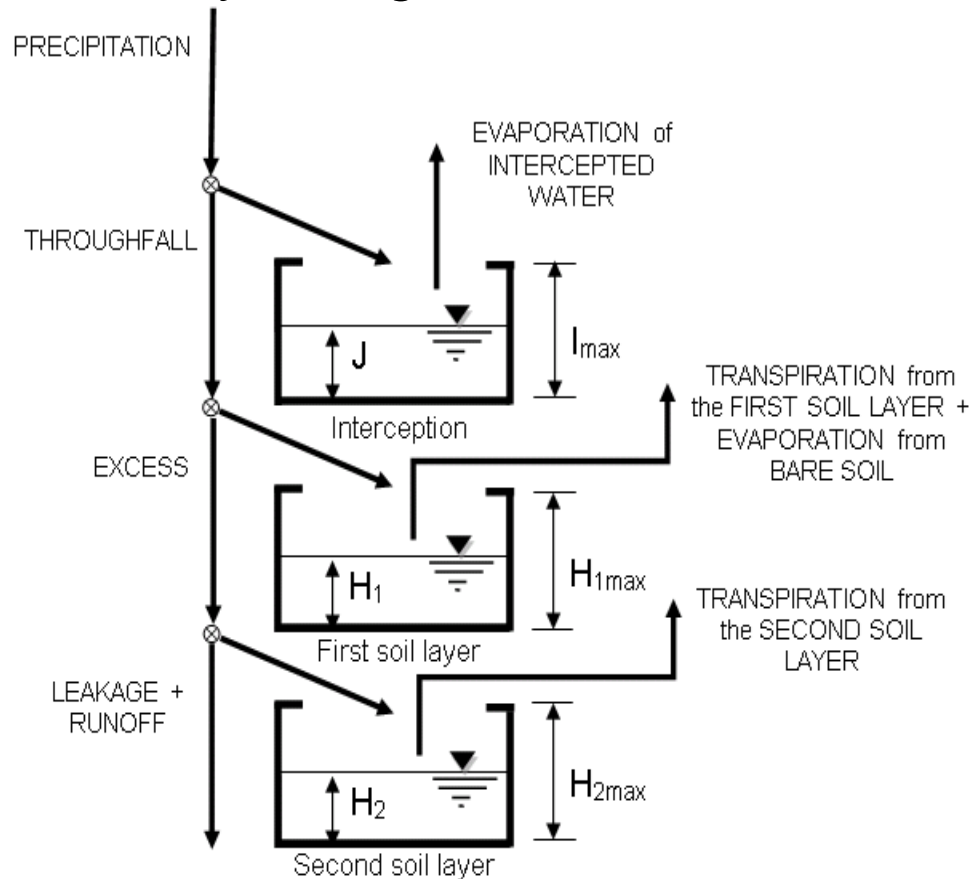 PRECIPITATION
EVAPORATION of
INTERCEPTED
WATER
THROUGHFALL
J
Imax
Interception
TRANSPIRATION from
the FIRST SOIL LAYER +
EVAPORATION from
BARE SOIL
EXCESS
H1
H1max
First soil layer
TRANSPIRATION from
the SECOND SOIL
LAYER
LEAKAGE +
RUNOFF
H2
H2max
Second soil layer